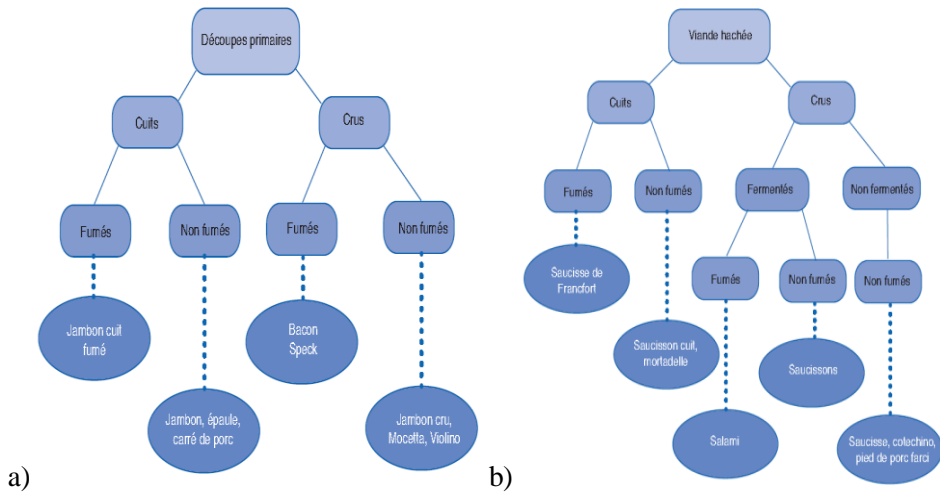 Découpes primaires
Cuits
Crus
Fumés
Non fumés
Fumés
Non fumés
Jambon cuit
fumé
Bacon
Speck
Jambon, épaule,
carré de porc
Jambon cru,
Mocetta, Violino
a)
Viande hachée
Cuits
Crus
Fumés
Non fumés
Fermentés
Non fermentés
Saucisse de
Francfort
Fumés
Non fumés
Non fumés
Saucisson cuit,
mortadelle
Saucissons
Salami
Saucisse, cotechino,
pied de porc farci
b)